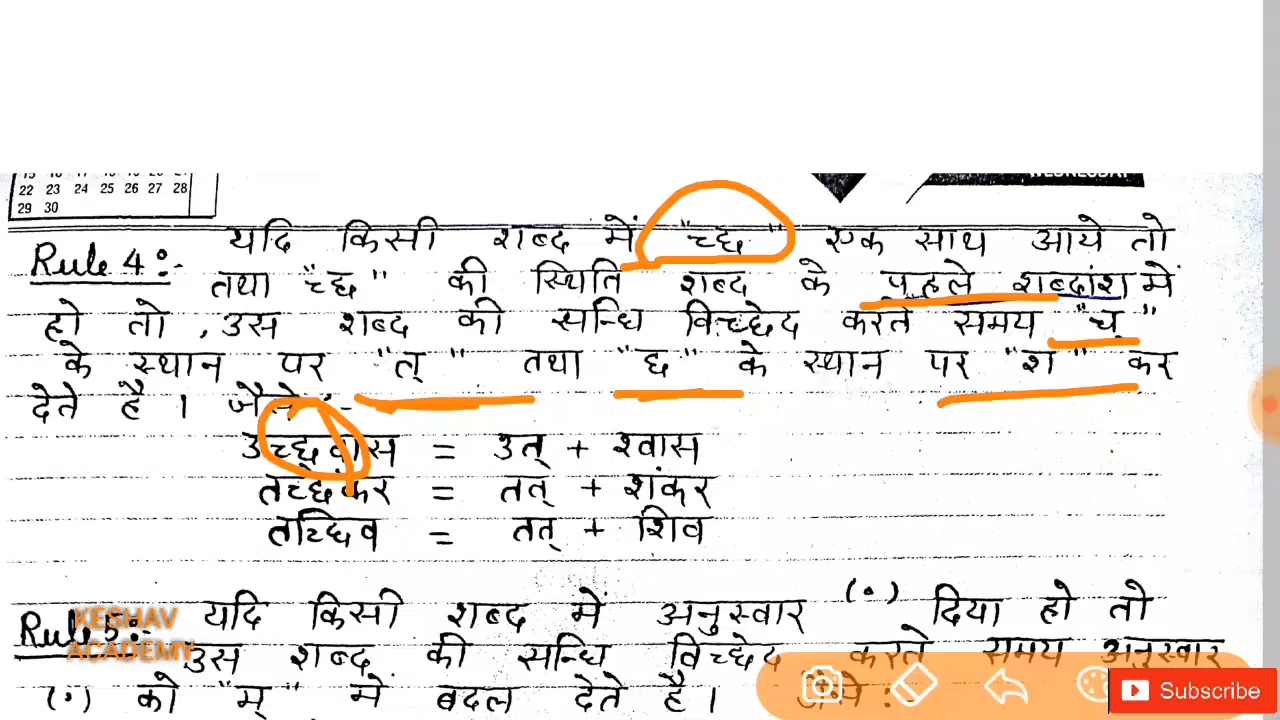 22 23 24 25 26 27 28
29 30
WEDNESDAY
Rule 4:- यदि किसी शब्द में "च्छ" एक साथ आये तो
तथा "च्छ" की स्थिति शब्द के पहले शब्दांश में
हो तो , उस शब्द की सन्धि विच्छेद करते समय "च्"
के स्थान पर "त्" तथा "छ" के स्थान पर "श" कर
देते है । जैसे :-
उच्छ्वास = उत् + श्वास
तच्छंकर = तत् + शंकर
तच्छिव = तत् + शिव
Rule 5:- यदि किसी शब्द में अनुस्वार (ं) दिया हो तो
उस शब्द की सन्धि विच्छेद करते समय अनुस्वार
(ं) को "म्" में बदल देते है । जैसे :
KESHAV
ACADEMY
Subscribe